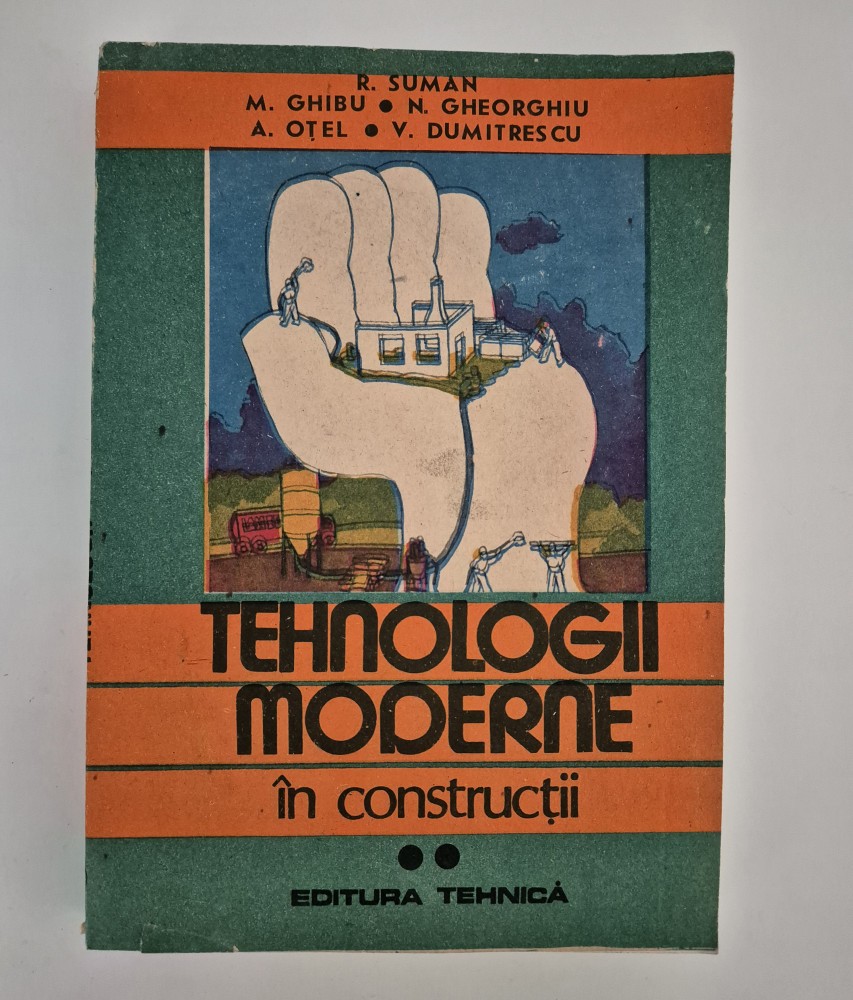 R. SUMAN
M. GHIBU • N. GHEORGHIU
A. OȚEL • V. DUMITRESCU
TEHNOLOGII
MODERNE
în construcții
●●
EDITURA TEHNICĂ